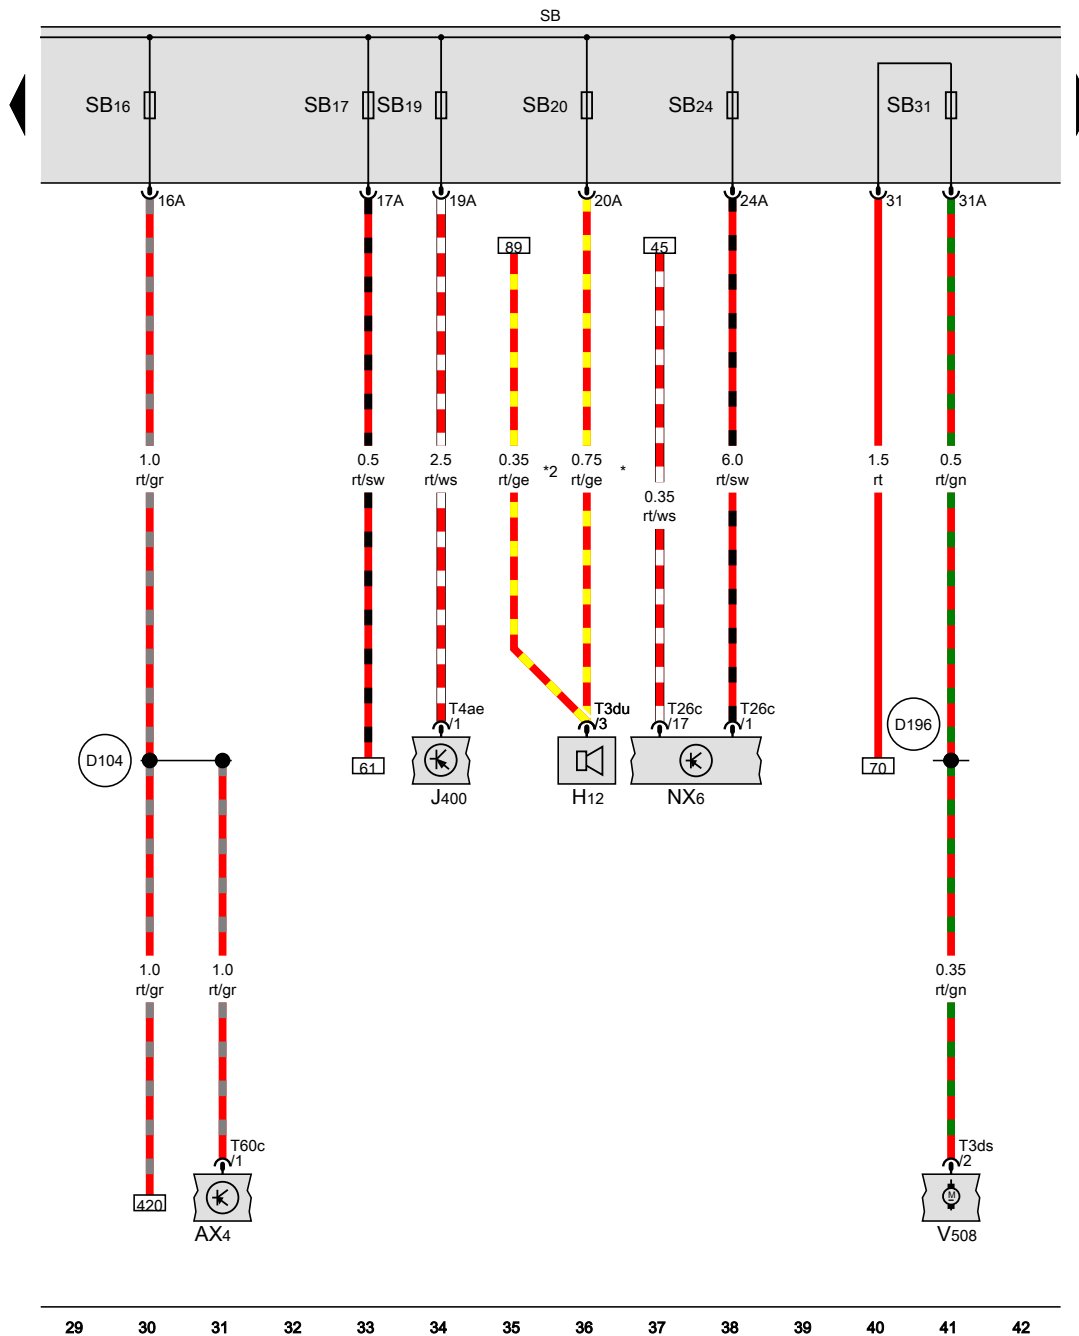 SB
SB16
SB17
SB19
SB20
SB24
SB31
16A
17A
19A
20A
24A
31
31A
89
45
1.0
rt/gr
0.5
rt/sw
2.5
rt/ws
0.35
rt/ge
*2
0.75
rt/ge
*
0.35
rt/ws
6.0
rt/sw
1.5
rt
0.5
rt/gn
T4ae
/1
T3du
/3
T26c
/17
T26c
/1
D104
D196
61
J400
H12
NX6
70
1.0
rt/gr
1.0
rt/gr
0.35
rt/gn
T60c
/1
T3ds
/2
420
AX4
M
V508
29 30 31 32 33 34 35 36 37 38 39 40 41 42